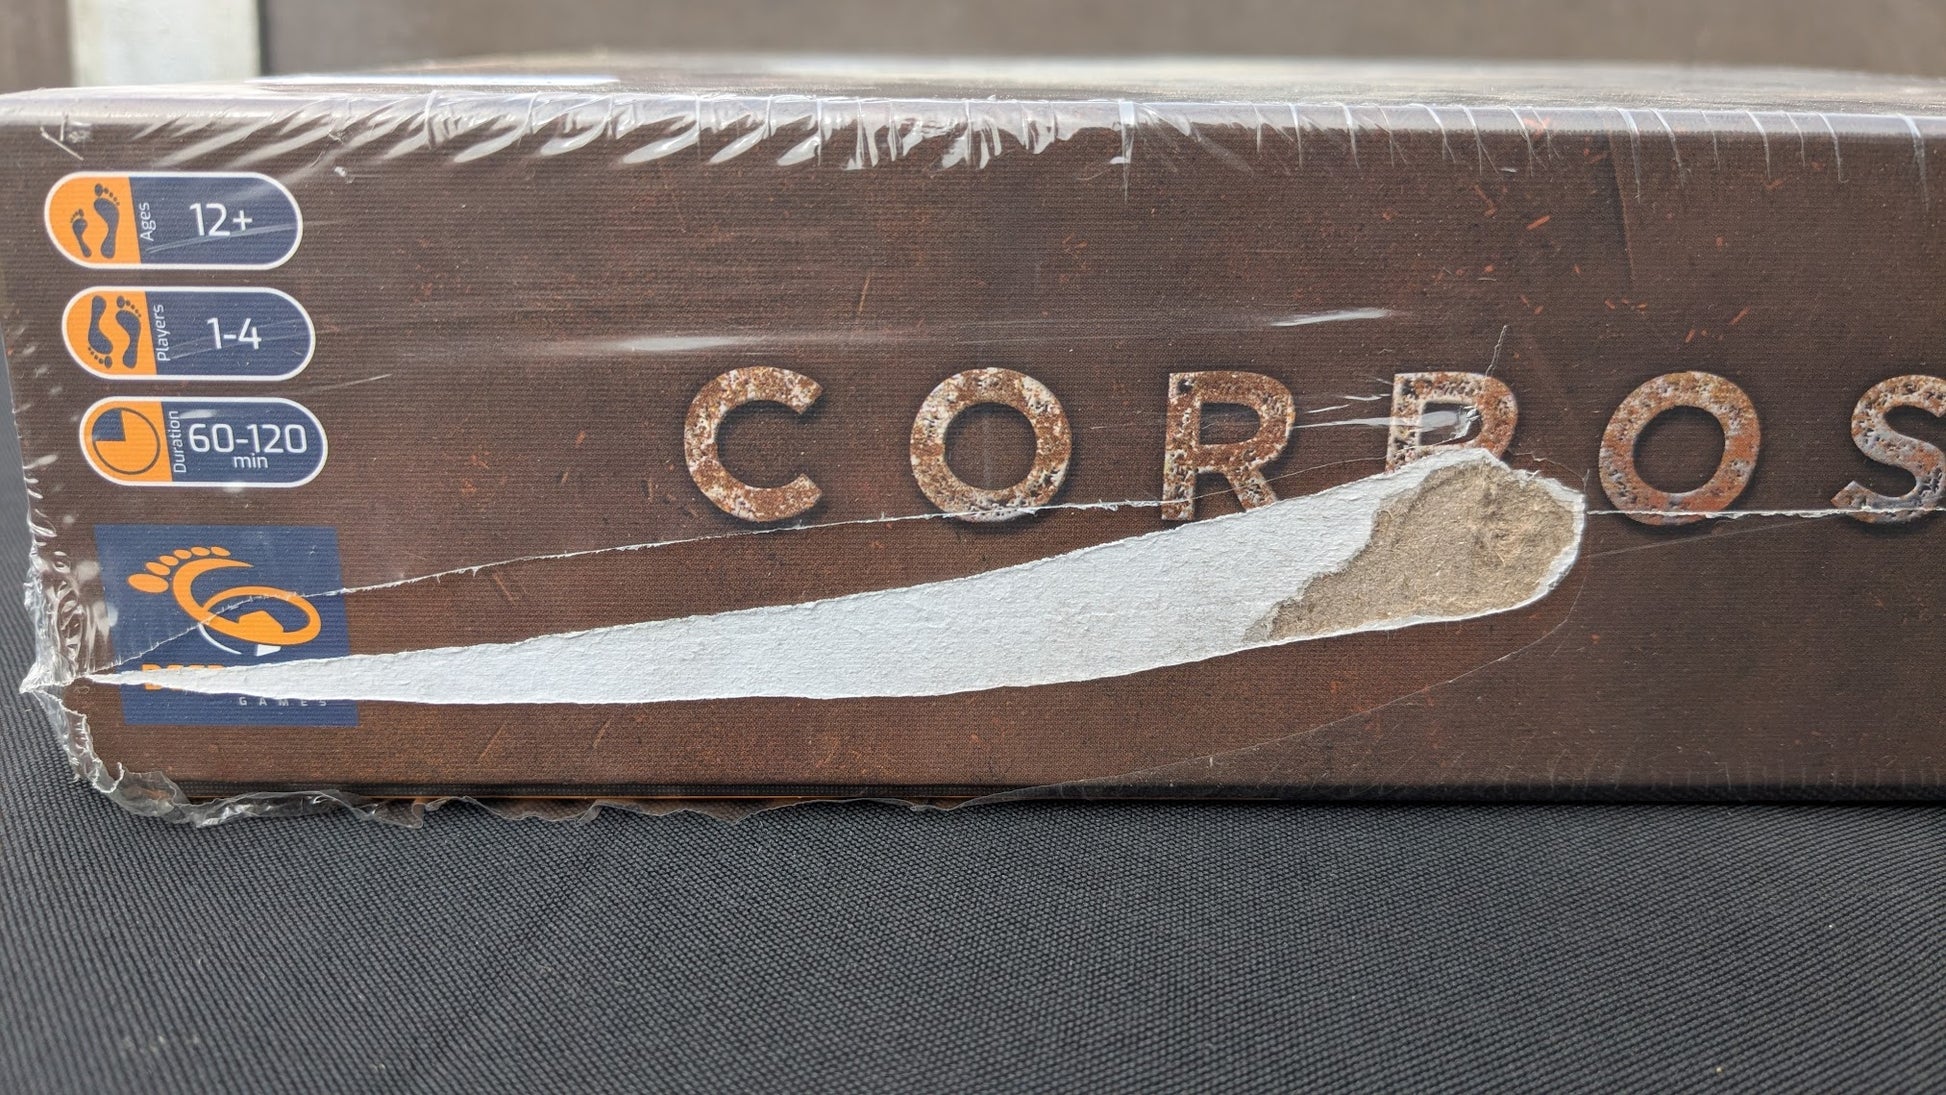 Ages
12+
Players
1-4
Duration
60-120
min
CORROS
GAMES